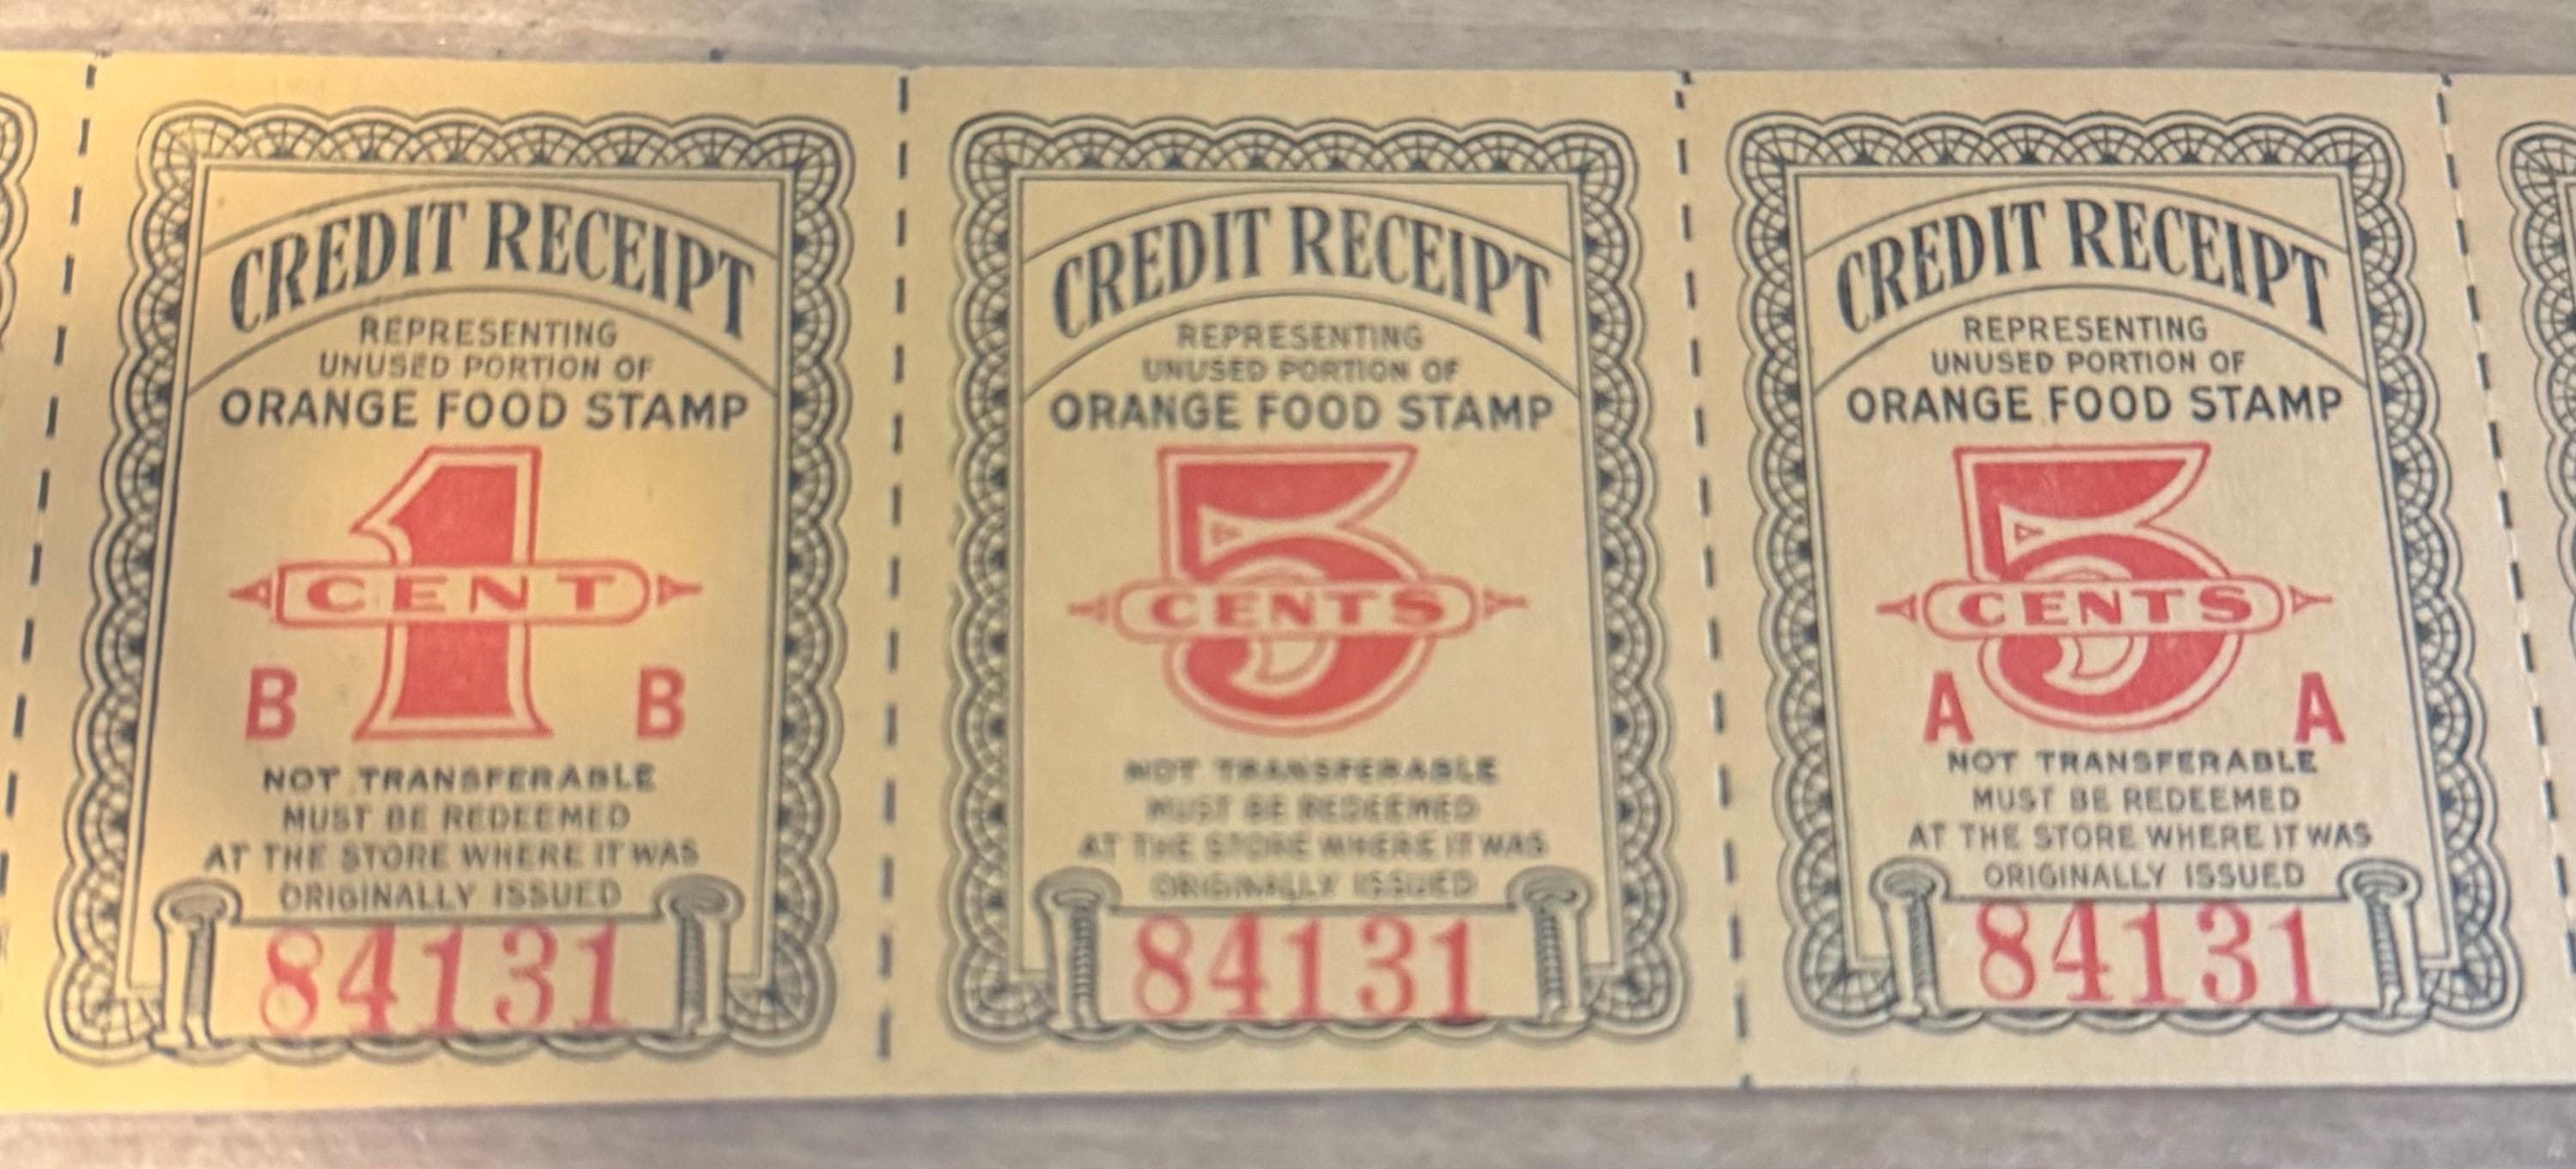 CREDIT RECEIPT
REPRESENTING
UNUSED PORTION OF
ORANGE FOOD STAMP
1
CENT
B B
NOT TRANSFERABLE
MUST BE REDEEMED
AT THE STORE WHERE IT WAS
ORIGINALLY ISSUED
84131
CREDIT RECEIPT
REPRESENTING
UNUSED PORTION OF
ORANGE FOOD STAMP
5
CENTS
NOT TRANSFERABLE
MUST BE REDEEMED
AT THE STORE WHERE IT WAS
ORIGINALLY ISSUED
84131
CREDIT RECEIPT
REPRESENTING
UNUSED PORTION OF
ORANGE FOOD STAMP
5
CENTS
A A
NOT TRANSFERABLE
MUST BE REDEEMED
AT THE STORE WHERE IT WAS
ORIGINALLY ISSUED
84131